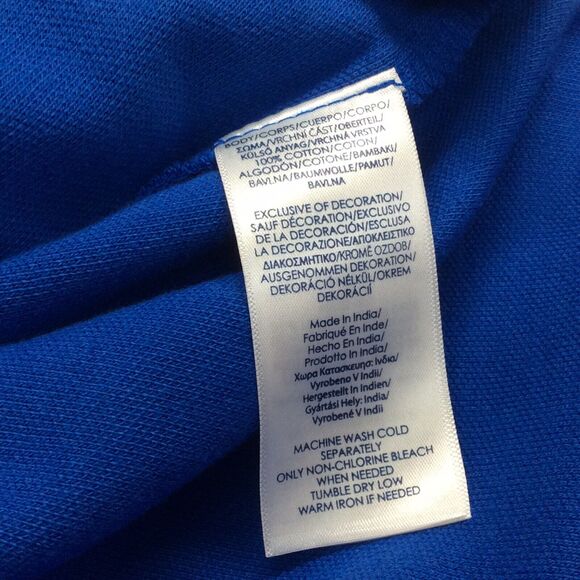 BODY/CORPS/CUERPO/CORPO/
ΣΩΜΑ/VRCHNÍ ČÁST/OBERTEIL/
KÜLSŐ ANYAG/VRCHNÁ VRSTVA
100% COTTON/COTON/
ALGODÓN/COTONE/ΒΑΜΒΑΚΙ/
BAVLNA/BAUMWOLLE/PAMUT/
BAVLNA
EXCLUSIVE OF DECORATION/
SAUF DÉCORATION/EXCLUSIVO
DE LA DECORACIÓN/ESCLUSA
LA DECORAZIONE/ΑΠΟΚΛΕΙΣΤΙΚΟ
ΔΙΑΚΟΣΜΗΤΙΚΟ/KROMĚ OZDOB/
AUSGENOMMEN DEKORATION/
DEKORÁCIÓ NÉLKÜL/OKREM
DEKORÁCIÍ
Made In India/
Fabriqué En Inde/
Hecho En India/
Prodotto In India/
Χωρα Κατασκευησ: Ινδια/
Vyrobeno V Indii/
Hergestellt In Indien/
Gyártási Hely: India/
Vyrobené V Indii
MACHINE WASH COLD
SEPARATELY
ONLY NON-CHLORINE BLEACH
WHEN NEEDED
TUMBLE DRY LOW
WARM IRON IF NEEDED